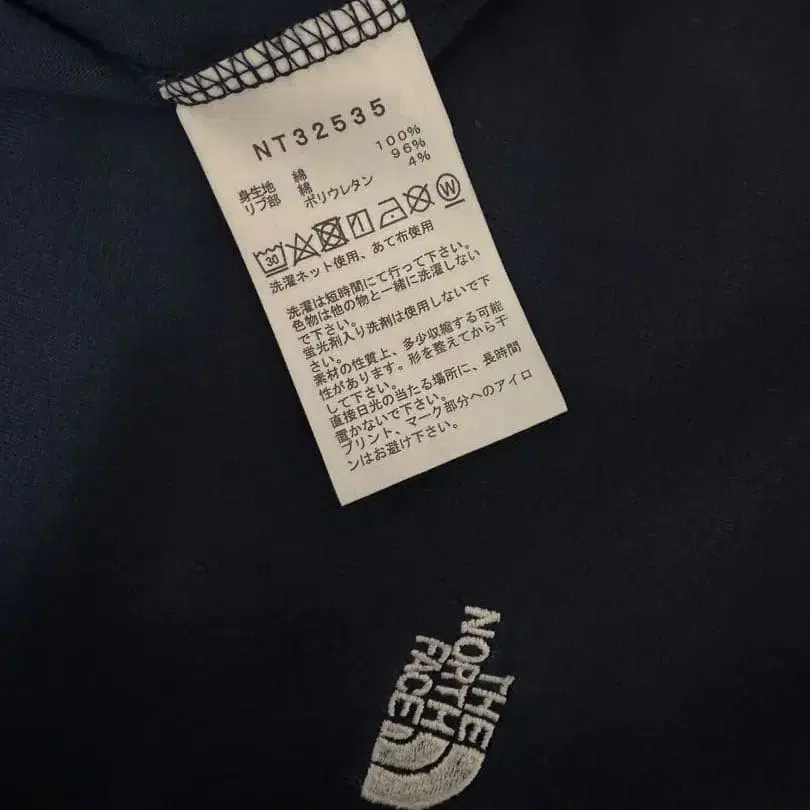 NT32535
身生地 綿 100%
リブ部 綿 96%
ポリウレタン 4%
30 W
洗濯ネット使用、あて布使用
洗濯は短時間にて行って下さい。
色物は他の物と一緒に洗濯しない
で下さい。
蛍光剤入り洗剤は使用しないで下
さい。
素材の性質上、多少収縮する可能
性があります。形を整えてから干
して下さい。
直接日光の当たる場所に、長時間
置かないで下さい。
プリント、マーク部分へのアイロ
ンはお避け下さい。
THE
NORTH
FACE